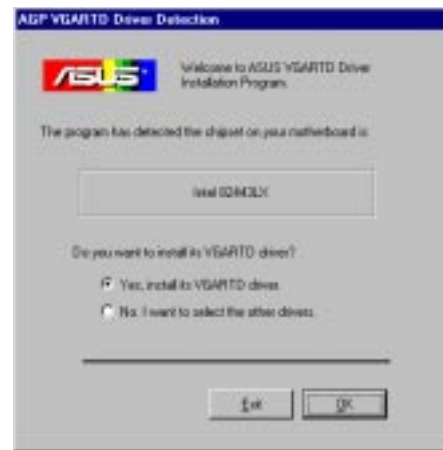 AGP VGARTD Driver Detection
ASUS
Welcome to ASUS VGARTD Driver
Installation Program.
The program has detected the chipset on your motherboard is
Intel
Do you want to install its VGARTD driver?
Yes, install its VGARTD driver.
No. I want to select the other drivers.
Exit
OK